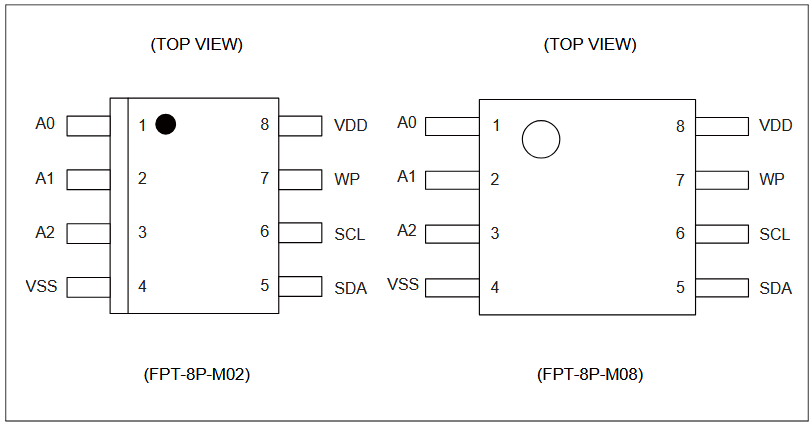 (TOP VIEW) (TOP VIEW)
A0 1 8 VDD A0 1 8 VDD
A1 2 7 WP A1 2 7 WP
A2 3 6 SCL A2 3 6 SCL
VSS 4 5 SDA VSS 4 5 SDA
(FPT-8P-M02) (FPT-8P-M08)